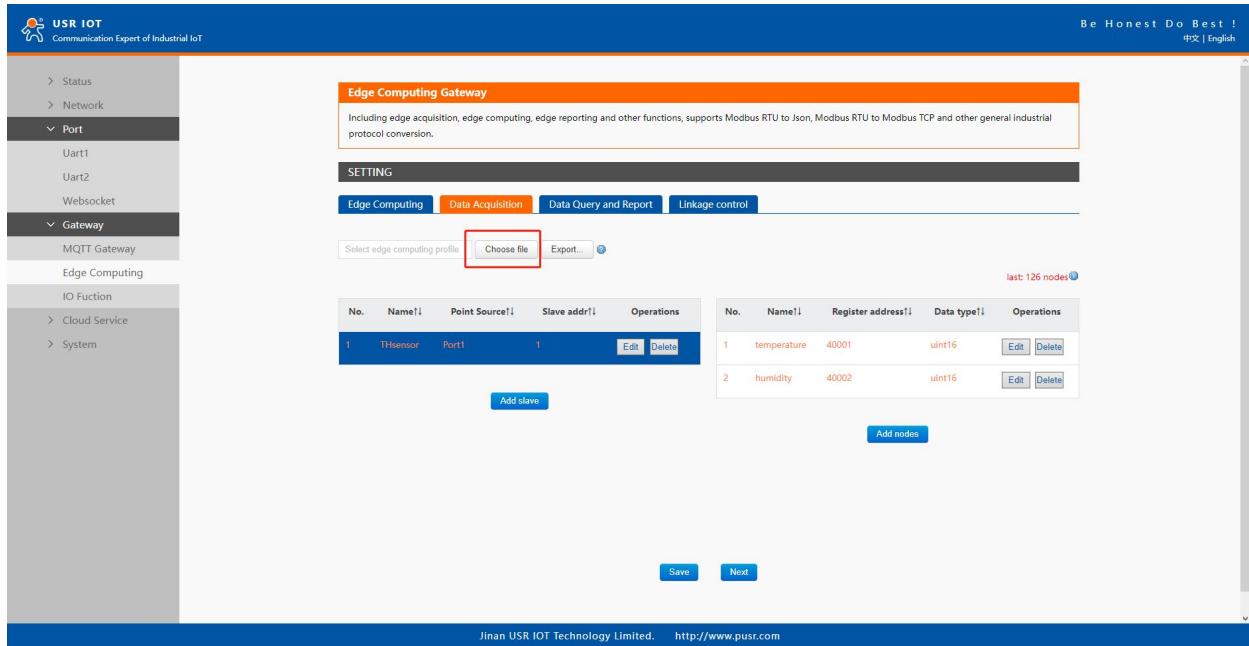 USR IOT
Communication Expert of Industrial IoT
Be Honest Do Best !
中文 | English
Status
Network
Port
Uart1
Uart2
Websocket
Gateway
MQTT Gateway
Edge Computing
IO Fuction
Cloud Service
System
Edge Computing Gateway
Including edge acquisition, edge computing, edge reporting and other functions, supports Modbus RTU to Json, Modbus RTU to Modbus TCP and other general industrial
protocol conversion.
SETTING
Edge Computing Data Acquisition Data Query and Report Linkage control
Select edge computing profile Choose file Export...
last: 126 nodes
No. Name↑↓ Point Source↑↓ Slave addr↑↓ Operations
1 THsensor Port1 1 Edit Delete
Add slave
No. Name↑↓ Register address↑↓ Data type↑↓ Operations
1 temperature 40001 uint16 Edit Delete
2 humidity 40002 uint16 Edit Delete
Add nodes
Save Next
Jinan USR IOT Technology Limited. http://www.pusr.com